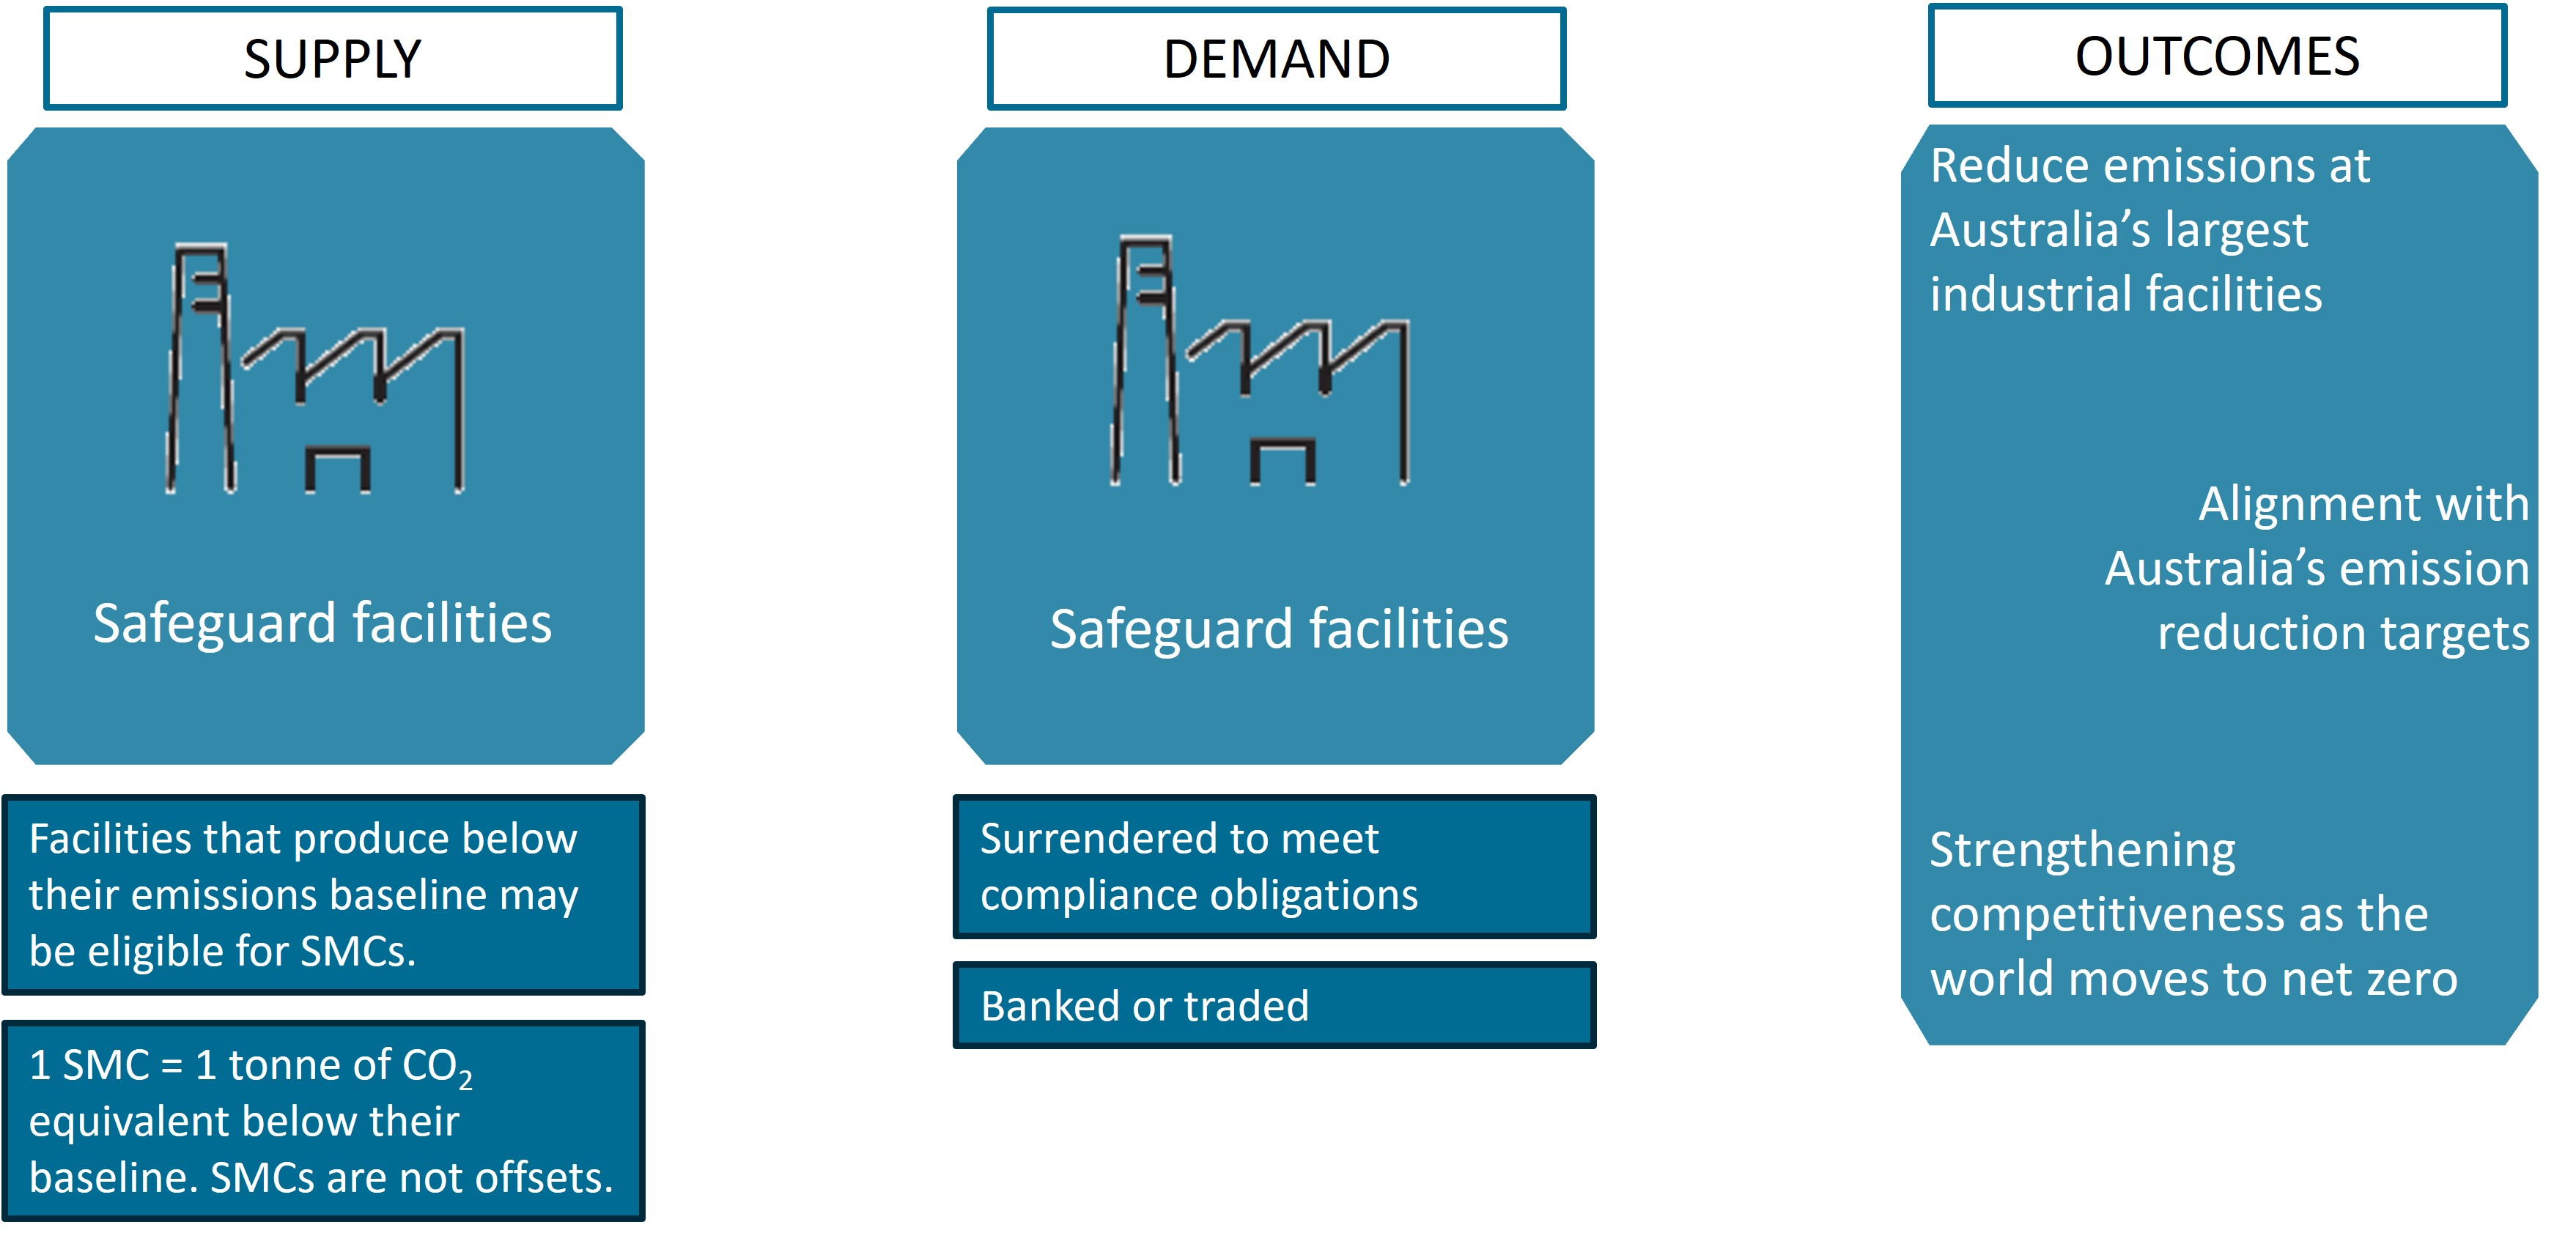 SUPPLY
Safeguard facilities
Facilities that produce below
their emissions baseline may
be eligible for SMCs.
1 SMC = 1 tonne of CO₂
equivalent below their
baseline. SMCs are not offsets.
DEMAND
Safeguard facilities
Surrendered to meet
compliance obligations
Banked or traded
OUTCOMES
Reduce emissions at
Australia’s largest
industrial facilities
Alignment with
Australia’s emission
reduction targets
Strengthening
competitiveness as the
world moves to net zero